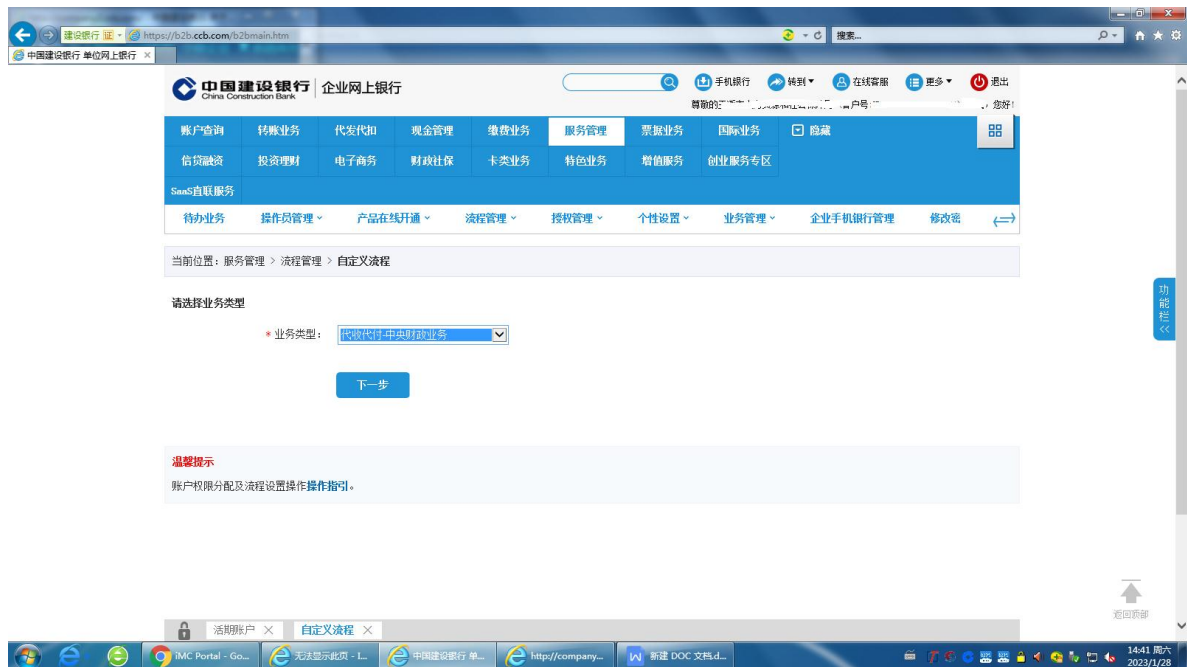 建设银行 证 https://b2b.ccb.com/b2bmain.htm 搜索...
中国建设银行 单位网上银行 ×
中国建设银行 企业网上银行 手机银行 转到 在线客服 更多 退出
China Construction Bank
尊敬的 户号: 您好!
账户查询 转账业务 代发代扣 现金管理 缴费业务 服务管理 票据业务 国际业务 隐藏
信贷融资 投资理财 电子商务 财政社保 卡类业务 特色业务 增值服务 创业服务专区
SaaS直联服务
待办业务 操作员管理 产品在线开通 流程管理 授权管理 个性设置 业务管理 企业手机银行管理 修改密
当前位置：服务管理 > 流程管理 > 自定义流程
请选择业务类型
* 业务类型： 代收代付-中央财政业务
下一步
功能栏 <<
温馨提示
账户权限分配及流程设置操作操作指引。
返回顶部
活期账户 × 自定义流程 ×
iMC Portal - Go... 无法显示此页 - I... 中国建设银行 单... http://company... 新建 DOC 文档.d... 14:41 周六
2023/1/28